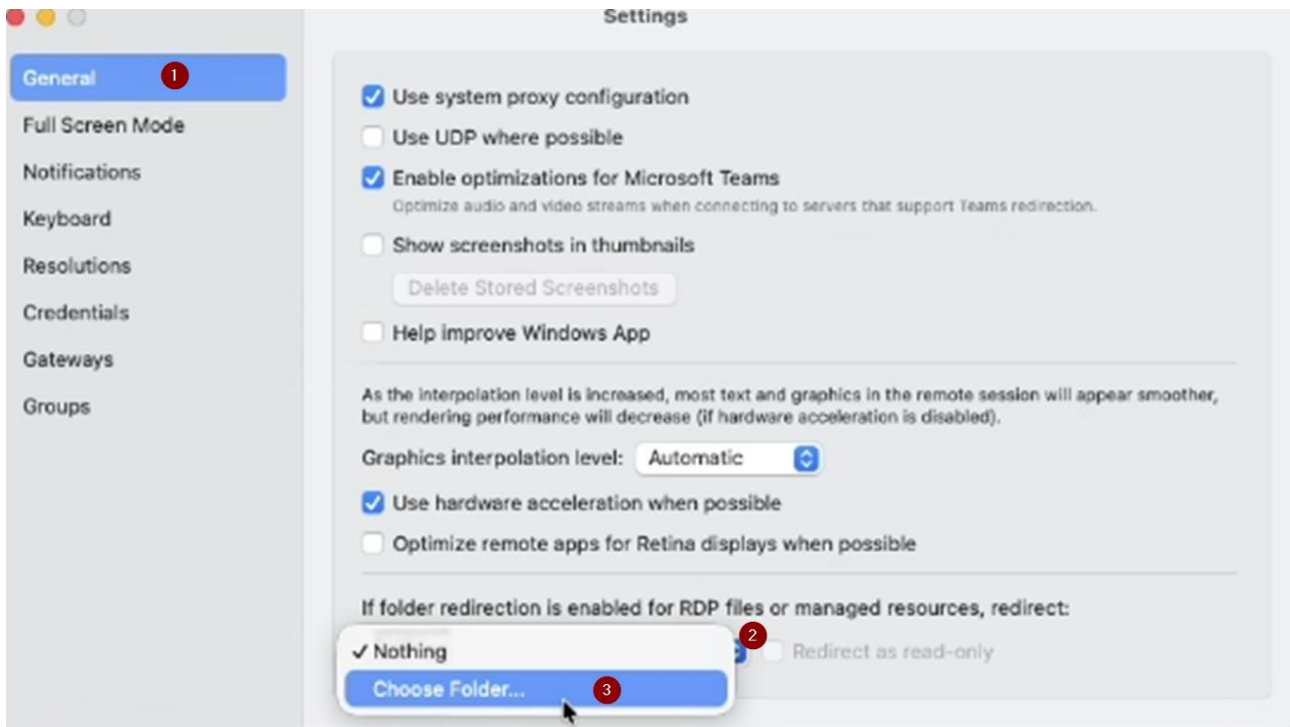 Settings
General 1
Full Screen Mode
Notifications
Keyboard
Resolutions
Credentials
Gateways
Groups
Use system proxy configuration
Use UDP where possible
Enable optimizations for Microsoft Teams
Optimize audio and video streams when connecting to servers that support Teams redirection.
Show screenshots in thumbnails
Delete Stored Screenshots
Help improve Windows App
As the interpolation level is increased, most text and graphics in the remote session will appear smoother,
but rendering performance will decrease (if hardware acceleration is disabled).
Graphics interpolation level: Automatic
Use hardware acceleration when possible
Optimize remote apps for Retina displays when possible
If folder redirection is enabled for RDP files or managed resources, redirect:
✓ Nothing 2 Redirect as read-only
Choose Folder... 3